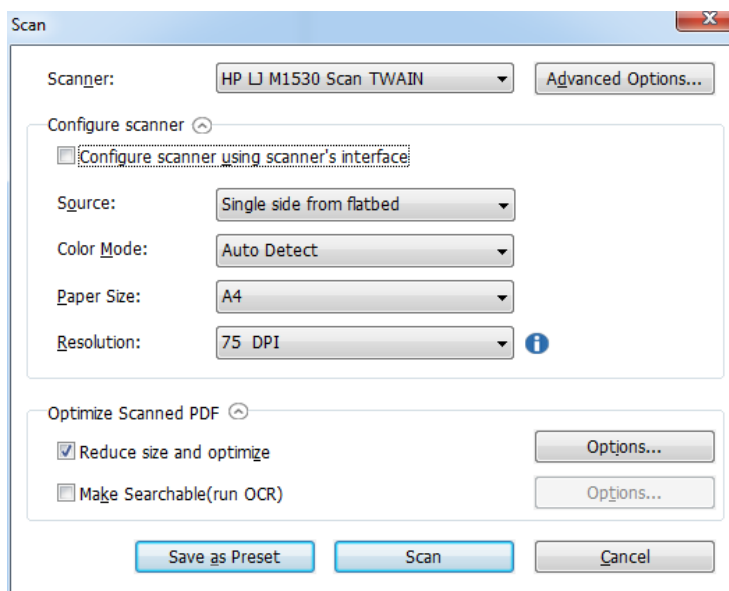 Scan
Scanner: HP LJ M1530 Scan TWAIN Advanced Options...
Configure scanner
Configure scanner using scanner's interface
Source: Single side from flatbed
Color Mode: Auto Detect
Paper Size: A4
Resolution: 75 DPI
Optimize Scanned PDF
Reduce size and optimize Options...
Make Searchable(run OCR) Options...
Save as Preset Scan Cancel